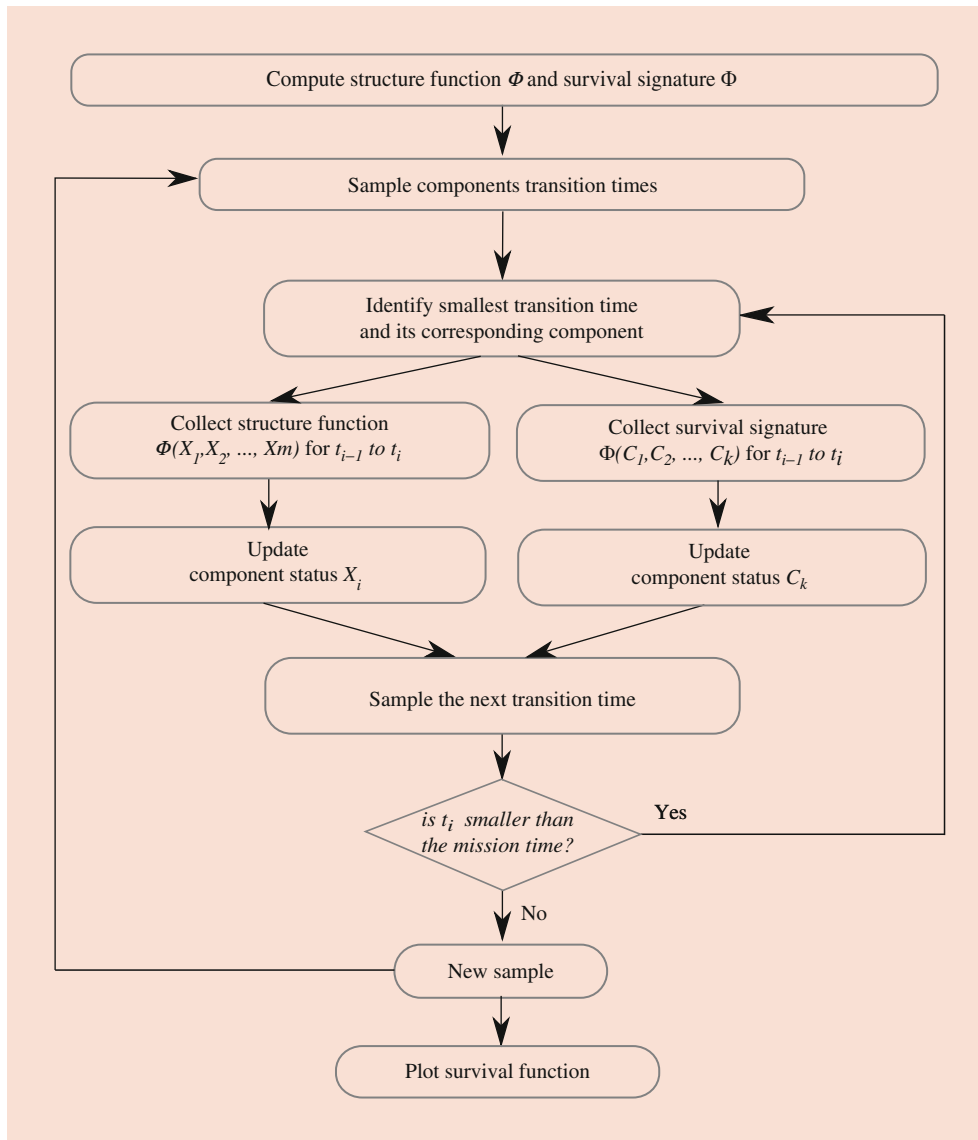 Compute structure function Φ and survival signature Φ
Sample components transition times
Identify smallest transition time
and its corresponding component
Collect structure function
Φ(X1,X2, ..., Xm) for ti–1 to ti
Collect survival signature
Φ(C1,C2, ..., Ck) for ti–1 to ti
Update
component status Xi
Update
component status Ck
Sample the next transition time
is ti smaller than
the mission time?
Yes
No
New sample
Plot survival function